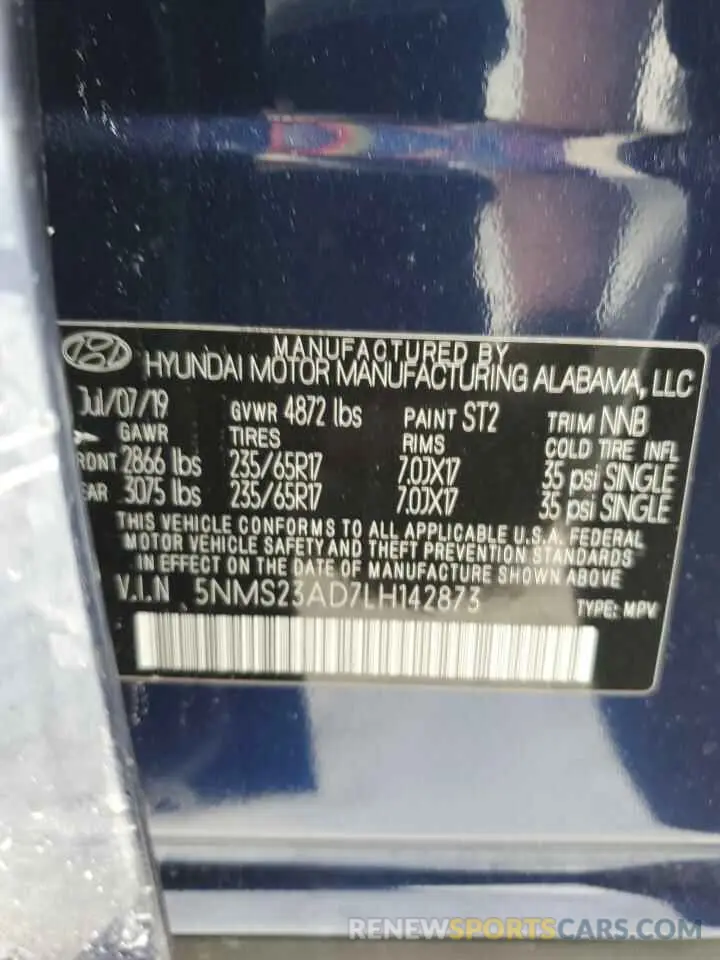 MANUFACTURED BY
HYUNDAI MOTOR MANUFACTURING ALABAMA, LLC
Jul/07/19 GVWR 4872 lbs PAINT ST2 TRIM NNB
GAWR TIRES RIMS COLD TIRE INFL
RONT 2866 lbs 235/65R17 7.0JX17 35 psi SINGLE
EAR 3075 lbs 235/65R17 7.0JX17 35 psi SINGLE
THIS VEHICLE CONFORMS TO ALL APPLICABLE U.S.A. FEDERAL
MOTOR VEHICLE SAFETY AND THEFT PREVENTION STANDARDS
IN EFFECT ON THE DATE OF MANUFACTURE SHOWN ABOVE
V.I.N 5NMS23AD7LH142873 TYPE: MPV
RENEWSPORTSCARS.COM